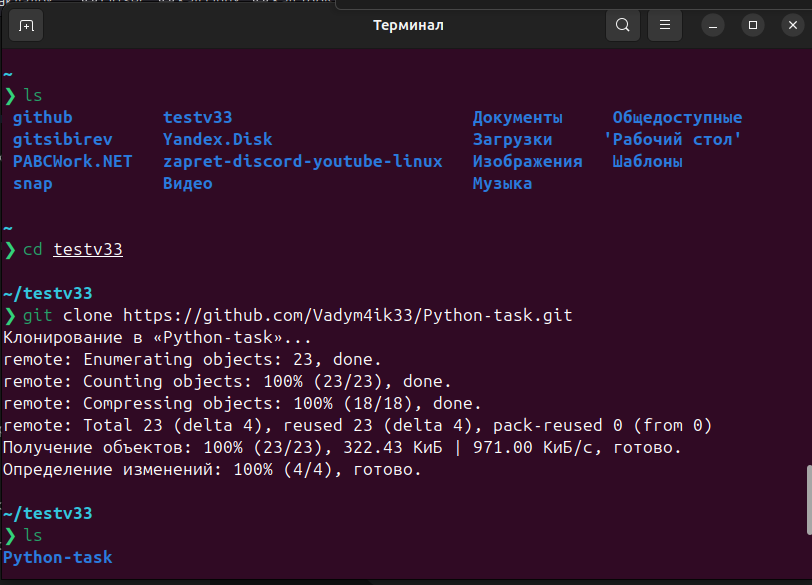 Терминал
~
❯ ls
github testv33 Документы Общедоступные
gitsibirev Yandex.Disk Загрузки 'Рабочий стол'
PABCWork.NET zapret-discord-youtube-linux Изображения Шаблоны
snap Видео Музыка
~
❯ cd testv33
~/testv33
❯ git clone https://github.com/Vadym4ik33/Python-task.git
Клонирование в «Python-task»...
remote: Enumerating objects: 23, done.
remote: Counting objects: 100% (23/23), done.
remote: Compressing objects: 100% (18/18), done.
remote: Total 23 (delta 4), reused 23 (delta 4), pack-reused 0 (from 0)
Получение объектов: 100% (23/23), 322.43 КиБ | 971.00 КиБ/с, готово.
Определение изменений: 100% (4/4), готово.
~/testv33
❯ ls
Python-task